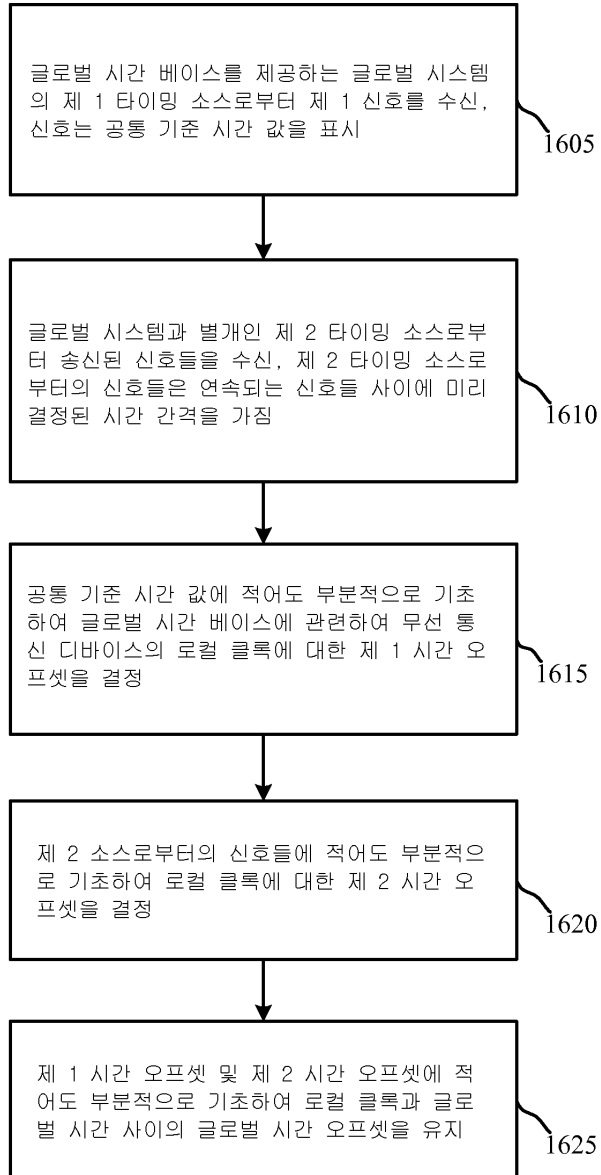 글로벌 시간 베이스를 제공하는 글로벌 시스템
의 제 1 타이밍 소스로부터 제 1 신호를 수신,
신호는 공통 기준 시간 값을 표시
1605
글로벌 시스템과 별개인 제 2 타이밍 소스로부
터 송신된 신호들을 수신, 제 2 타이밍 소스로
부터의 신호들은 연속되는 신호들 사이에 미리
결정된 시간 간격을 가짐
1610
공통 기준 시간 값에 적어도 부분적으로 기초
하여 글로벌 시간 베이스에 관련하여 무선 통
신 디바이스의 로컬 클록에 대한 제 1 시간 오
프셋을 결정
1615
제 2 소스로부터의 신호들에 적어도 부분적으
로 기초하여 로컬 클록에 대한 제 2 시간 오
프셋을 결정
1620
제 1 시간 오프셋 및 제 2 시간 오프셋에 적
어도 부분적으로 기초하여 로컬 클록과 글로
벌 시간 사이의 글로벌 시간 오프셋을 유지
1625